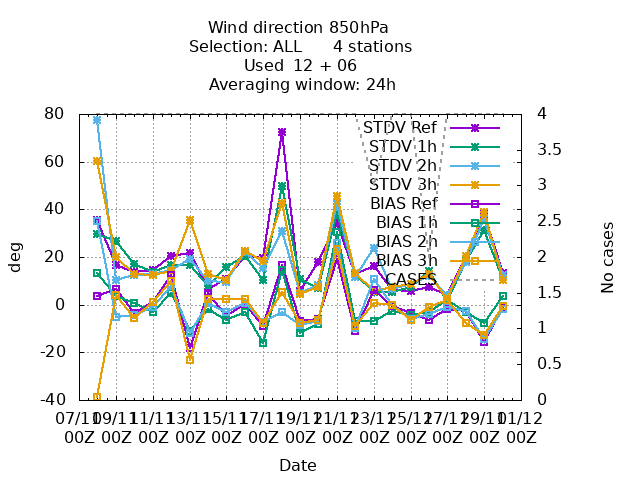 Wind direction 850hPa
Selection: ALL 4 stations
Used 12 + 06
Averaging window: 24h
80
60
40
20
0
-20
-40
deg
4
3.5
3
2.5
2
1.5
1
0.5
0
No cases
STDV Ref
STDV 1h
STDV 2h
STDV 3h
BIAS Ref
BIAS 1h
BIAS 2h
BIAS 3h
CASES
07/11 09/11 11/11 13/11 15/11 17/11 19/11 21/11 23/11 25/11 27/11 29/11 01/12
00Z 00Z 00Z 00Z 00Z 00Z 00Z 00Z 00Z 00Z 00Z 00Z 00Z
Date